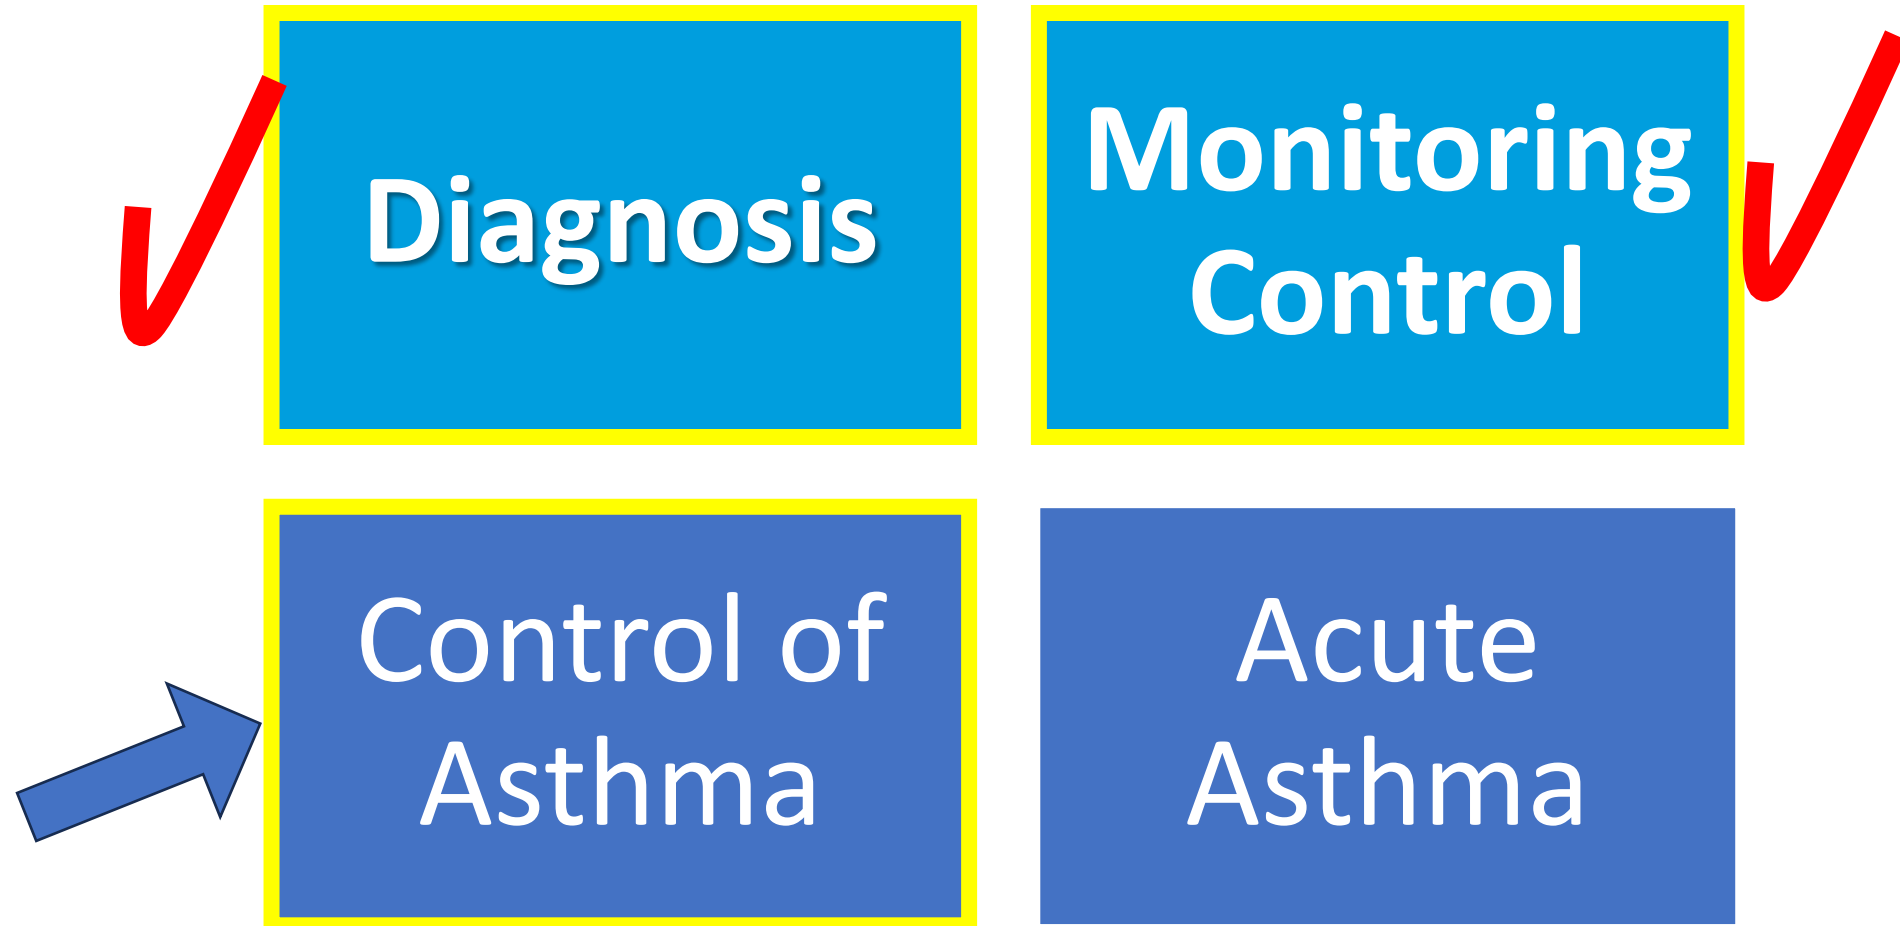 Diagnosis
Monitoring
Control
Control of
Asthma
Acute
Asthma